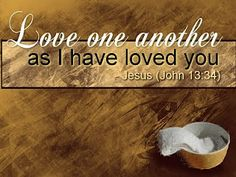 Love one another
as I have loved you
- Jesus (John 13:34)